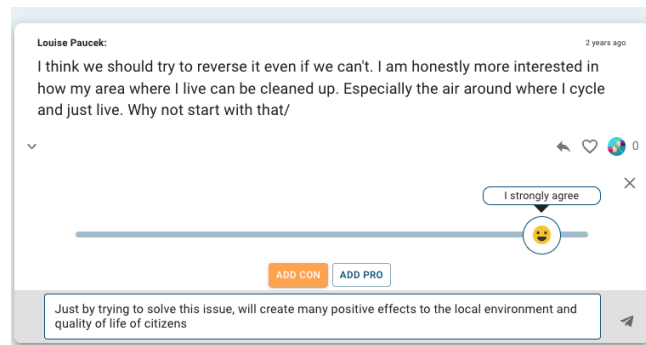 Louise Paucek:
2 years ago
I think we should try to reverse it even if we can't. I am honestly more interested in
how my area where I live can be cleaned up. Especially the air around where I cycle
and just live. Why not start with that/
0
I strongly agree
ADD CON
ADD PRO
Just by trying to solve this issue, will create many positive effects to the local environment and
quality of life of citizens